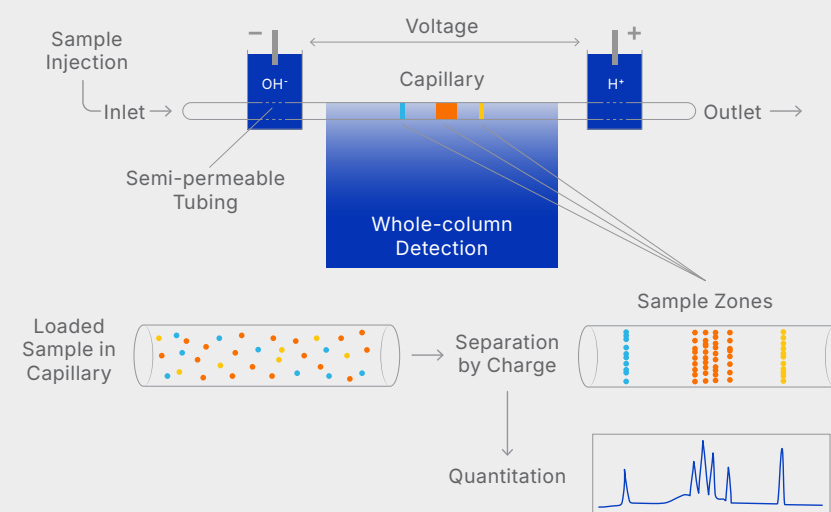 Sample
Injection
−
Voltage
+
OH⁻
Capillary
H⁺
Inlet
Outlet
Semi-permeable
Tubing
Whole-column
Detection
Sample Zones
Loaded
Sample in
Capillary
Separation
by Charge
Quantitation